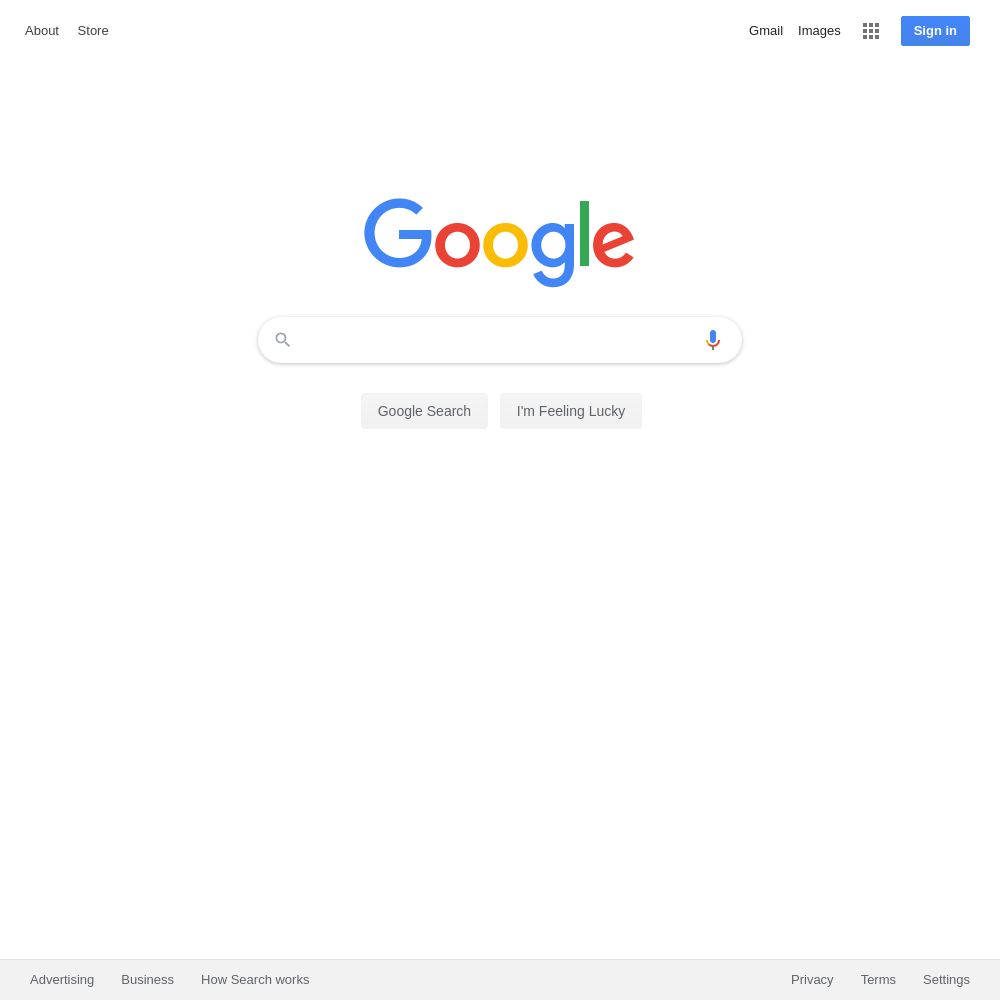 About Store Gmail Images Sign in
Google
Google Search I'm Feeling Lucky
Advertising Business How Search works Privacy Terms Settings